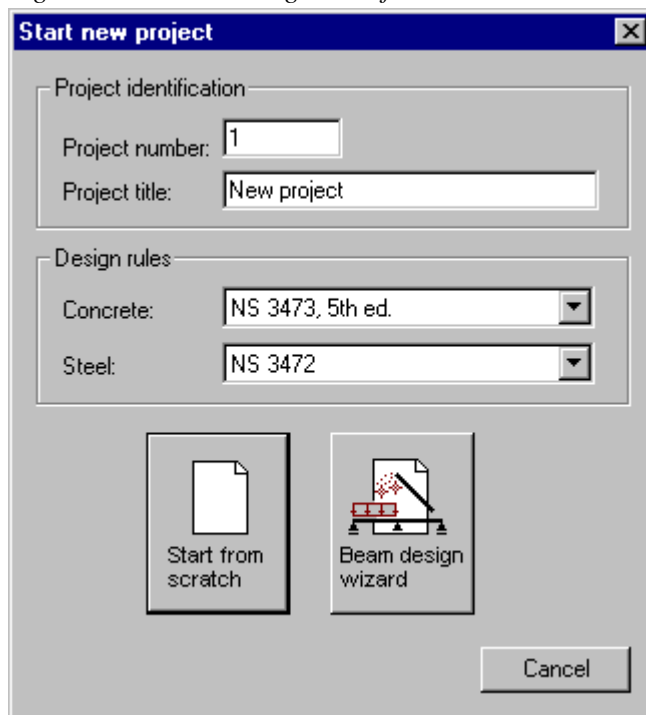 Start new project
Project identification
Project number: 1
Project title: New project
Design rules
Concrete: NS 3473, 5th ed.
Steel: NS 3472
Start from
scratch
Beam design
wizard
Cancel